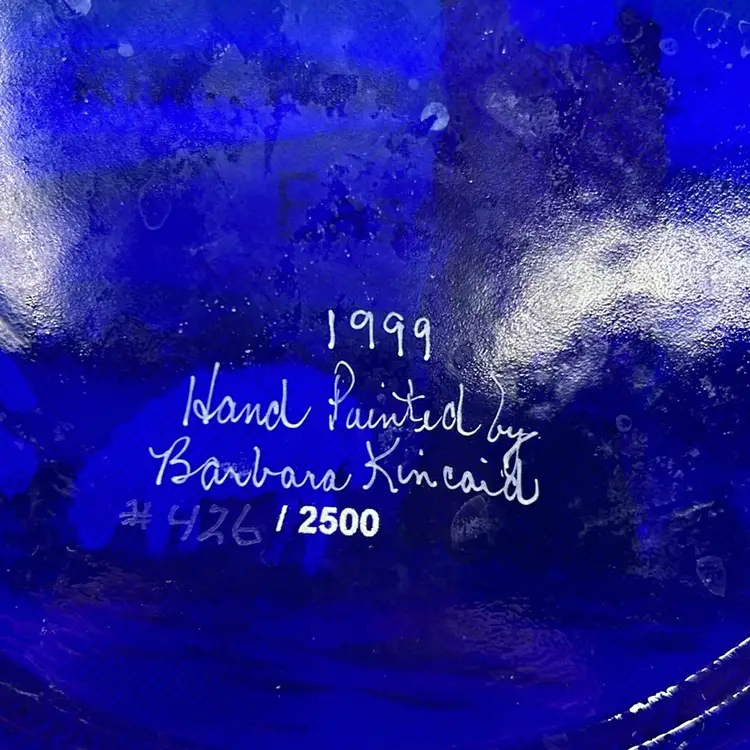 1999
Hand Painted by
Barbara Kincaid
# 426 / 2500